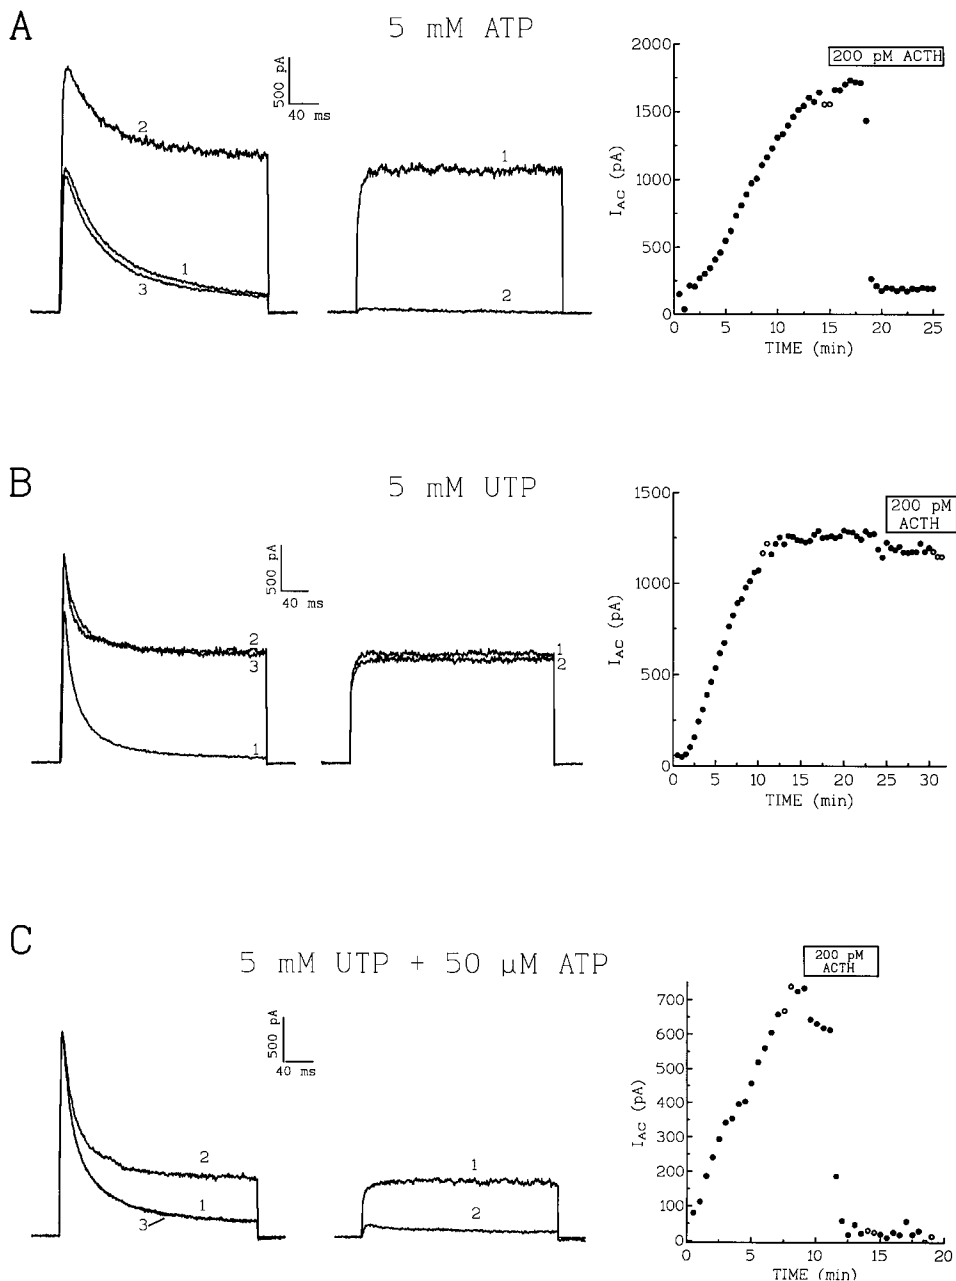 A
5 mM ATP
500 pA
40 ms
2
1
3
1
2
200 pM ACTH
2000
1500
1000
500
0
I_AC (pA)
0 5 10 15 20 25
TIME (min)
B
5 mM UTP
500 pA
40 ms
2
3
1
1
2
200 pM
ACTH
1500
1000
500
0
I_AC (pA)
0 5 10 15 20 25 30
TIME (min)
C
5 mM UTP + 50 µM ATP
500 pA
40 ms
2
1
3
1
2
200 pM
ACTH
700
600
500
400
300
200
100
0
I_AC (pA)
0 5 10 15 20
TIME (min)